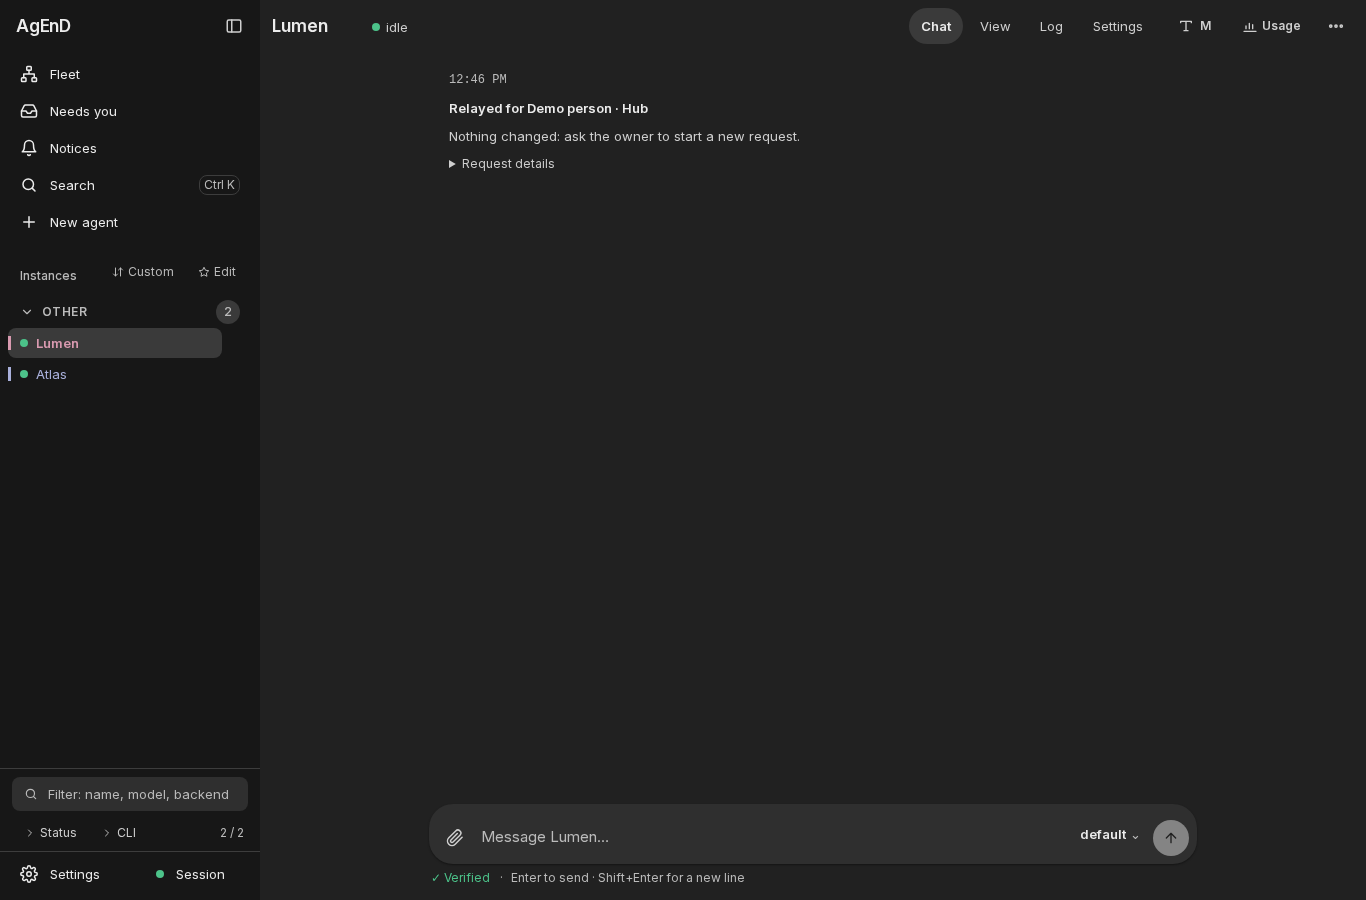 AgEnD
Fleet
Needs you
Notices
Search
Ctrl K
New agent
Instances
Custom
Edit
OTHER
2
Lumen
Atlas
Filter: name, model, backend
Status
CLI
2 / 2
Settings
Session
Lumen
idle
Chat
View
Log
Settings
M
Usage
12:46 PM
Relayed for Demo person · Hub
Nothing changed: ask the owner to start a new request.
Request details
Message Lumen...
default
✓ Verified · Enter to send · Shift+Enter for a new line